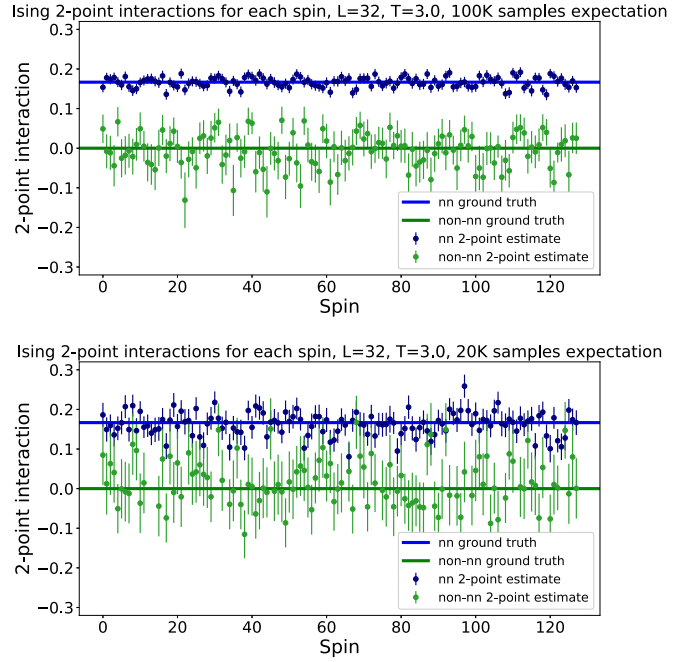 Ising 2-point interactions for each spin, L=32, T=3.0, 100K samples expectation
0.3
0.2
0.1
0.0
−0.1
−0.2
−0.3
2-point interaction
nn ground truth
non-nn ground truth
nn 2-point estimate
non-nn 2-point estimate
0 20 40 60 80 100 120
Spin
Ising 2-point interactions for each spin, L=32, T=3.0, 20K samples expectation
0.3
0.2
0.1
0.0
−0.1
−0.2
−0.3
2-point interaction
nn ground truth
non-nn ground truth
nn 2-point estimate
non-nn 2-point estimate
0 20 40 60 80 100 120
Spin